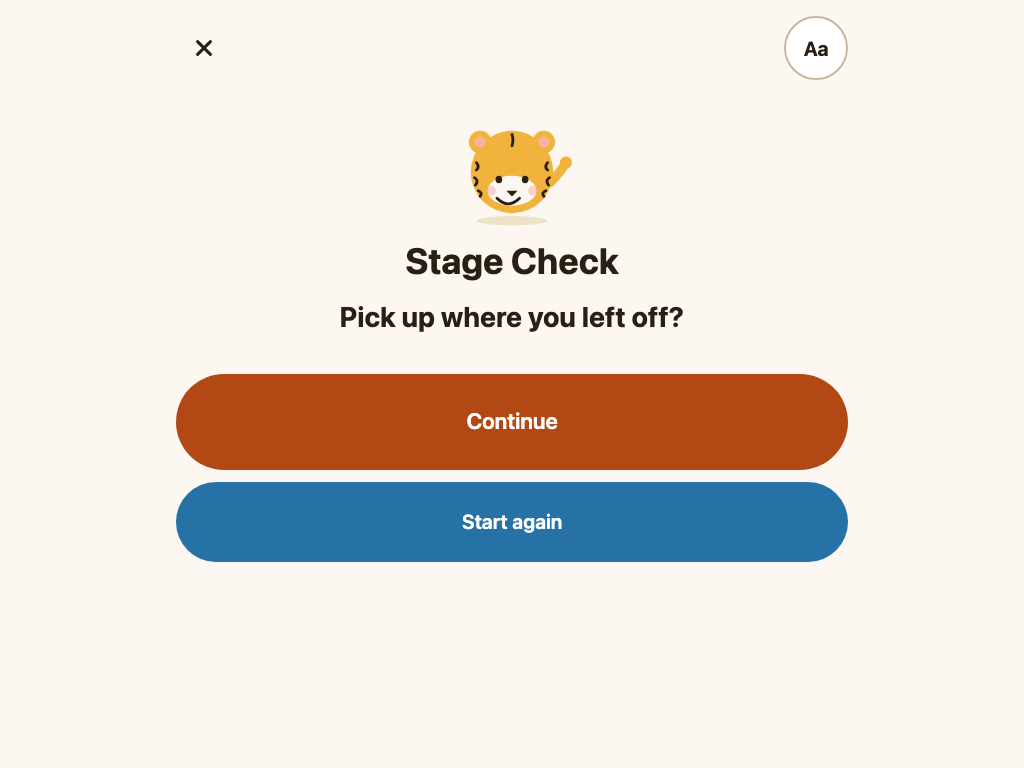 Aa
Stage Check
Pick up where you left off?
Continue
Start again